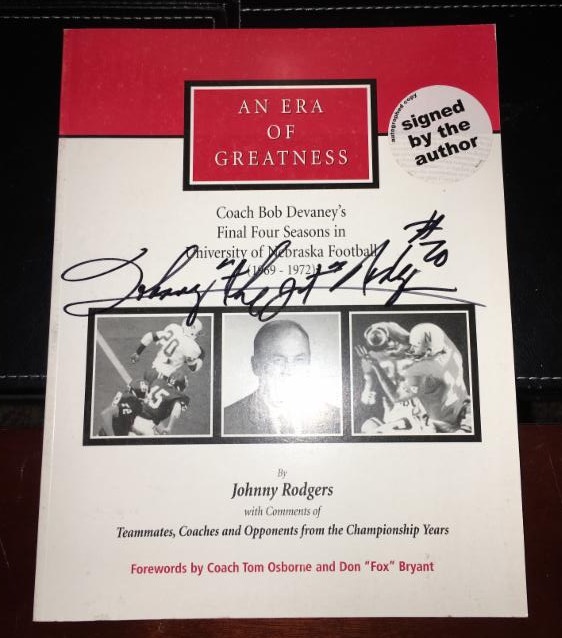 AN ERA
OF
GREATNESS
autographed copy
signed
by the
author
Coach Bob Devaney's
Final Four Seasons in
University of Nebraska Football
(1969 - 1972)
Johnny "the Jet" Rodgers
#20
20
By
Johnny Rodgers
with Comments of
Teammates, Coaches and Opponents from the Championship Years
Forewords by Coach Tom Osborne and Don "Fox" Bryant